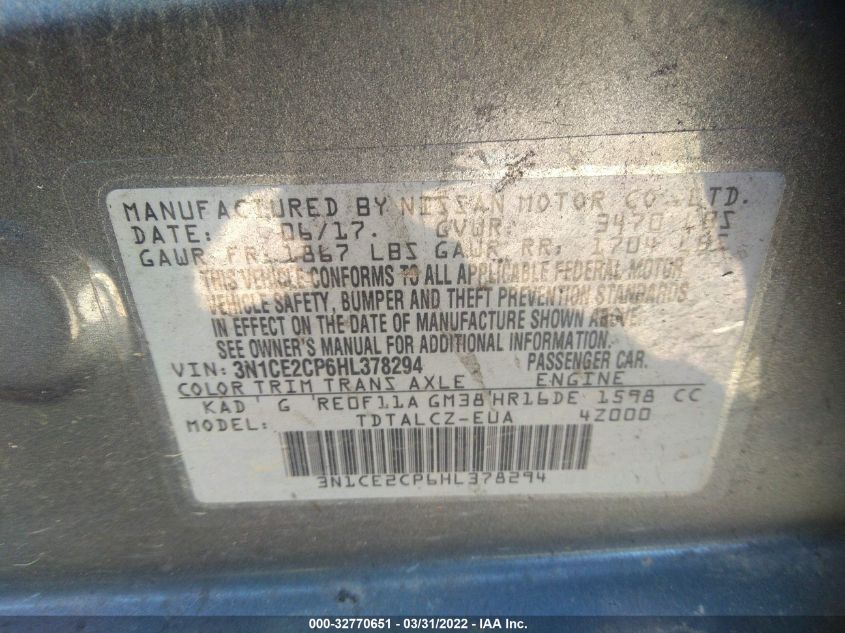 MANUFACTURED BY NISSAN MOTOR CO.,LTD.
DATE: 06/17. GVWR: 3470 LBS
GAWR FR: 1867 LBS GAWR RR: 1704 LBS
THIS VEHICLE CONFORMS TO ALL APPLICABLE FEDERAL MOTOR
VEHICLE SAFETY, BUMPER AND THEFT PREVENTION STANDARDS
IN EFFECT ON THE DATE OF MANUFACTURE SHOWN ABOVE.
SEE OWNER'S MANUAL FOR ADDITIONAL INFORMATION.
VIN: 3N1CE2CP6HL378294 PASSENGER CAR.
COLOR TRIM TRANS AXLE ENGINE
KAD G RE0F11A GM38 HR16DE 1598 CC
MODEL: TDTALCZ-EUA 4Z000
3N1CE2CP6HL378294
000-32770651 - 03/31/2022 - IAA Inc.